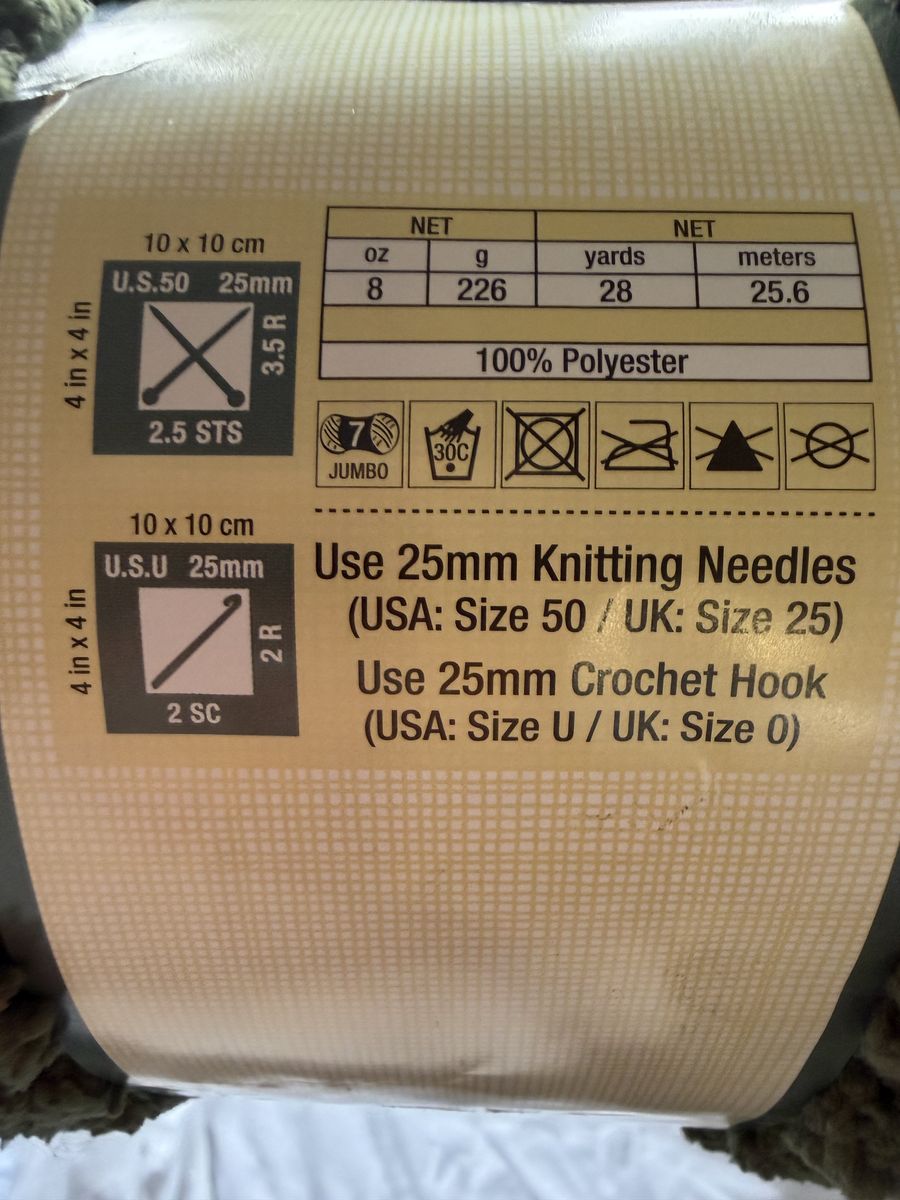 10 x 10 cm
4 in x 4 in
U.S.50 25mm
3.5 R
2.5 STS
NET NET
oz g yards meters
8 226 28 25.6
100% Polyester
7
JUMBO
30C
10 x 10 cm
4 in x 4 in
U.S.U 25mm
2 R
2 SC
Use 25mm Knitting Needles
(USA: Size 50 / UK: Size 25)
Use 25mm Crochet Hook
(USA: Size U / UK: Size 0)